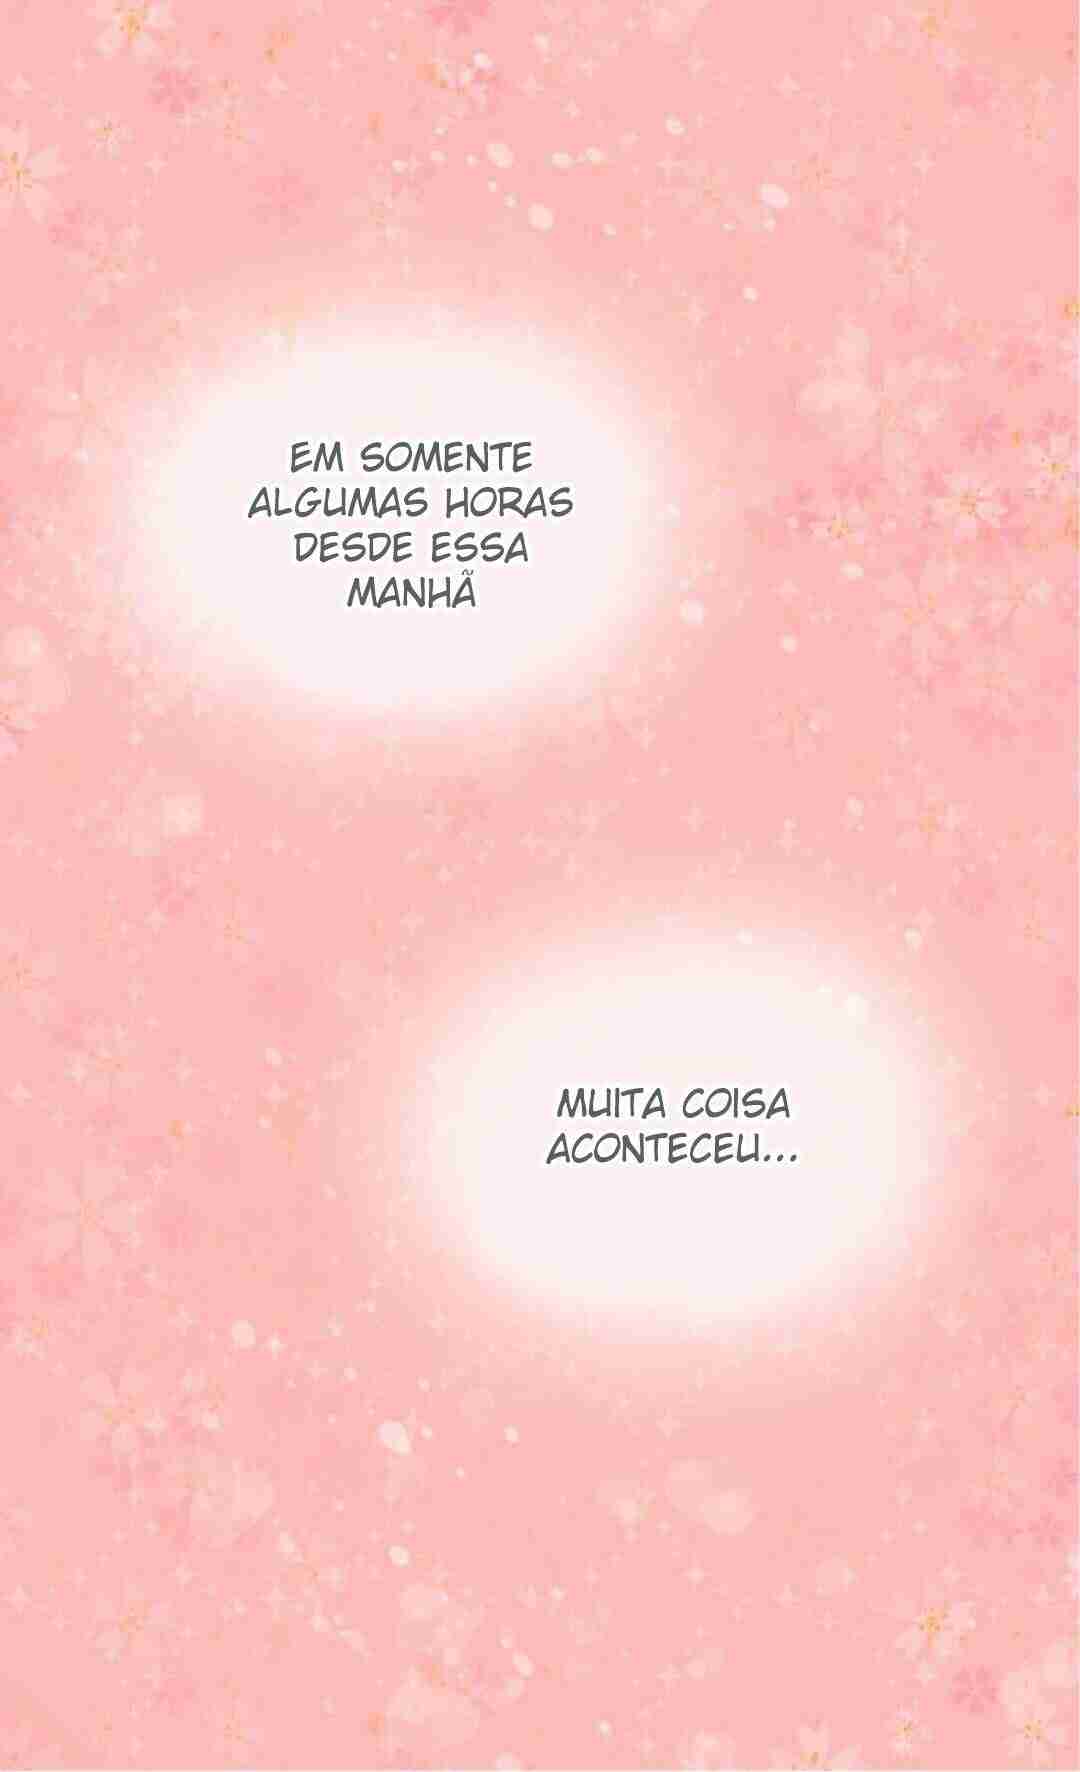 EM SOMENTE
ALGUMAS HORAS
DESDE ESSA
MANHÃ
MUITA COISA
ACONTECEU...